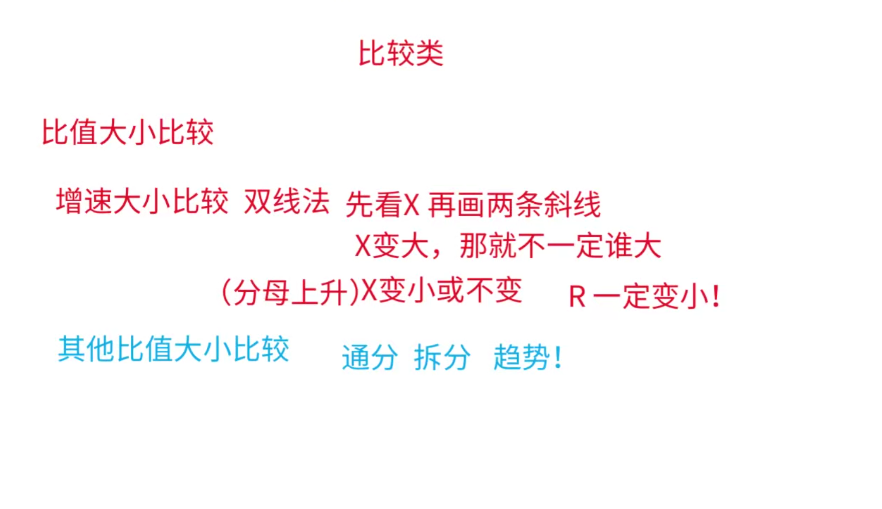 比较类
比值大小比较
增速大小比较 双线法 先看X 再画两条斜线
X变大，那就不一定谁大
（分母上升）X变小或不变 R 一定变小！
其他比值大小比较 通分 拆分 趋势！